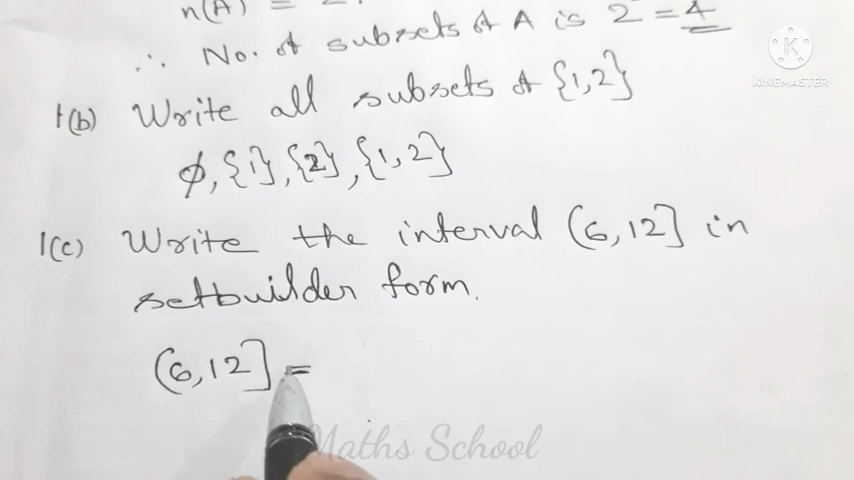 n(A) = 2.
∴ No. of subsets of A is 2 = 4
1(b) Write all subsets of {1,2}
φ, {1}, {2}, {1,2}
1(c) Write the interval (6,12] in
setbuilder form.
(6,12] =
Maths School
KINEMASTER